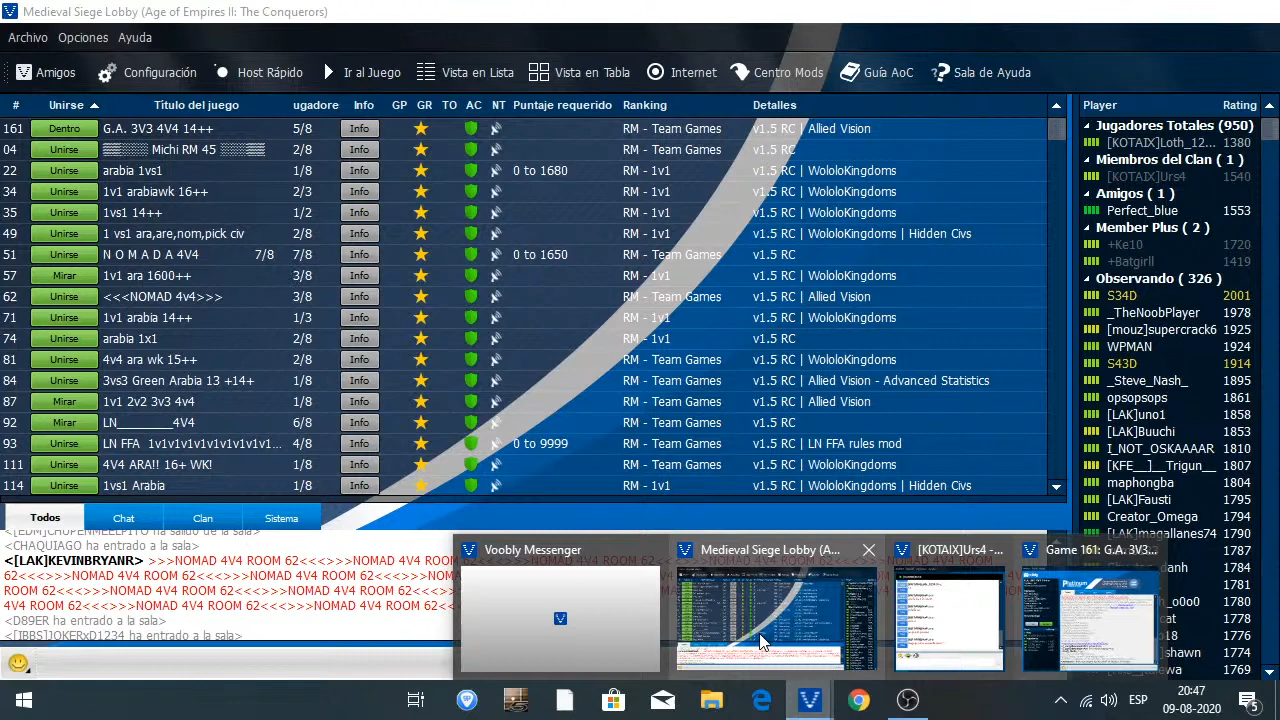 Medieval Siege Lobby (Age of Empires II: The Conquerors)
Archivo Opciones Ayuda
Amigos Configuración Host Rápido Ir al Juego Vista en Lista Vista en Tabla Internet Centro Mods Guía AoC Sala de Ayuda
# Unirse Título del juego ugadore Info GP GR TO AC NT Puntaje requerido Ranking Detalles
161 Dentro G.A. 3V3 4V4 14++ 5/8 Info RM - Team Games v1.5 RC | Allied Vision
04 Unirse ▒▒▒░░░ Michi RM 45 ░░░▒▒▒ 2/8 Info RM - Team Games v1.5 RC
22 Unirse arabia 1vs1 1/8 Info 0 to 1680 RM - 1v1 v1.5 RC | WololoKingdoms
34 Unirse 1v1 arabiawk 16++ 2/3 Info RM - 1v1 v1.5 RC | WololoKingdoms
35 Unirse 1vs1 14++ 1/2 Info RM - 1v1 v1.5 RC | WololoKingdoms
49 Unirse 1 vs1 ara,are,nom,pick civ 2/8 Info RM - 1v1 v1.5 RC | WololoKingdoms | Hidden Civs
51 Unirse N O M A D A 4V4 7/8 7/8 Info 0 to 1650 RM - Team Games v1.5 RC
57 Mirar 1v1 ara 1600++ 3/8 Info RM - 1v1 v1.5 RC | WololoKingdoms
62 Unirse <<<NOMAD 4v4>>> 3/8 Info RM - Team Games v1.5 RC | Allied Vision
71 Unirse 1v1 arabia 14++ 1/3 Info RM - 1v1 v1.5 RC | WololoKingdoms
74 Unirse arabia 1x1 2/8 Info RM - 1v1 v1.5 RC
81 Unirse 4v4 ara wk 15++ 2/8 Info RM - Team Games v1.5 RC | WololoKingdoms
84 Unirse 3vs3 Green Arabia 13 +14+ 1/8 Info RM - Team Games v1.5 RC | Allied Vision - Advanced Statistics
87 Mirar 1v1 2v2 3v3 4v4 1/8 Info RM - Team Games v1.5 RC | Allied Vision
92 Mirar LN________4V4 6/8 Info RM - Team Games v1.5 RC
93 Unirse LN FFA 1v1v1v1v1v1v1v1v1... 4/8 Info 0 to 9999 RM - Team Games v1.5 RC | LN FFA rules mod
111 Unirse 4V4 ARA!! 16+ WK! 1/8 Info RM - Team Games v1.5 RC | WololoKingdoms
114 Unirse 1vs1 Arabia 1/8 Info RM - 1v1 v1.5 RC | WololoKingdoms | Hidden Civs
Player Rating
Jugadores Totales (950)
[KOTAIX]Loth_12... 1380
Miembros del Clan ( 1 )
[KOTAIX]Urs4 1540
Amigos ( 1 )
Perfect_blue 1553
Member Plus ( 2 )
+Ke10 1720
+Batgirll 1419
Observando ( 326 )
S34D 2001
_TheNoobPlayer 1978
[mouz]supercrack6 1925
WPMAN 1924
S43D 1914
_Steve_Nash_ 1895
opsopsops 1861
[LAK]uno1 1858
[LAK]Buuchi 1853
I_NOT_OSKAAAAR 1810
[KFE__]__Trigun__ 1807
maphongba 1804
[LAK]Fausti 1795
Creator_Omega 1794
Todos Chat Clan Sistema
<CHAQUIAGO ha entrado a la sala>
<[LAK]KEVINBRYANR> >>>NOMAD 4V4 ROOM 62
Voobly Messenger
Medieval Siege Lobby (A...
[KOTAIX]Urs4 -...
Game 161: G.A. 3V3...
Platinum
ESP
20:47
09-08-2020
5